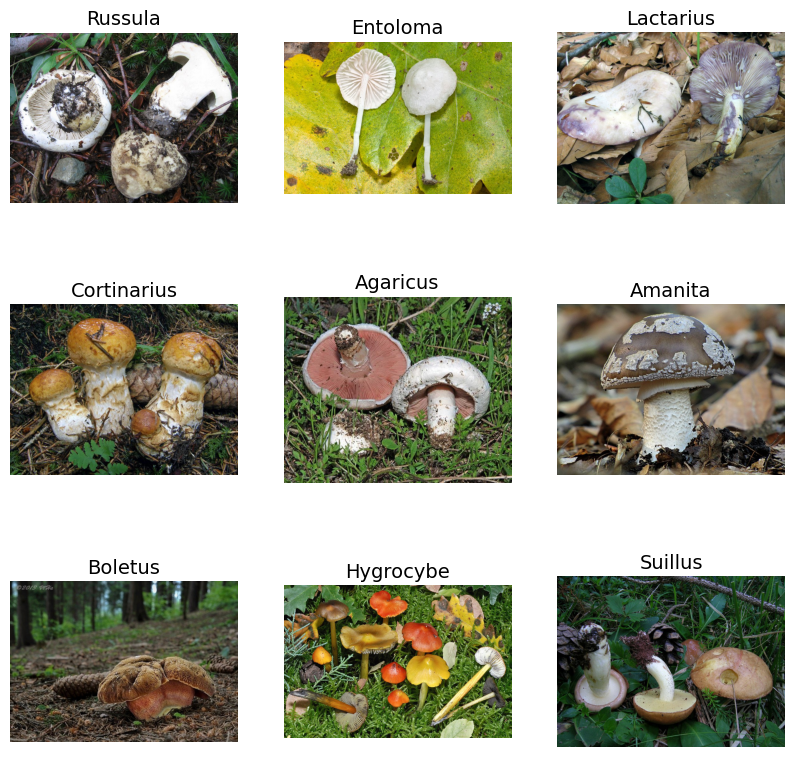 Russula
Entoloma
Lactarius
Cortinarius
Agaricus
Amanita
Boletus
Hygrocybe
Suillus